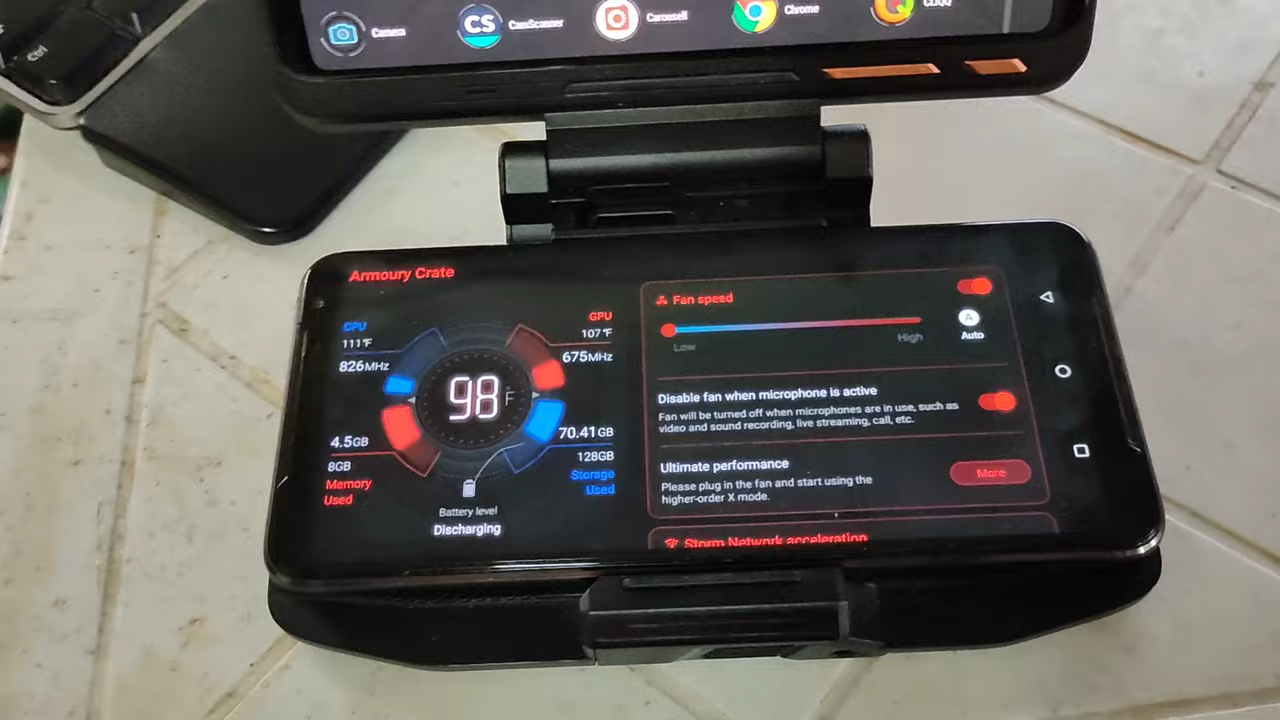 Ctrl
Camera
CS
CamScanner
Carousell
Chrome
CLIQQ
Armoury Crate
CPU
111°F
826MHz
GPU
107°F
675MHz
98 F
4.5GB
8GB
Memory
Used
70.41GB
128GB
Storage
Used
Battery level
Discharging
Fan speed
Low
High
A
Auto
Disable fan when microphone is active
Fan will be turned off when microphones are in use, such as
video and sound recording, live streaming, call, etc.
Ultimate performance
Please plug in the fan and start using the
higher-order X mode.
More
Storm Network acceleration